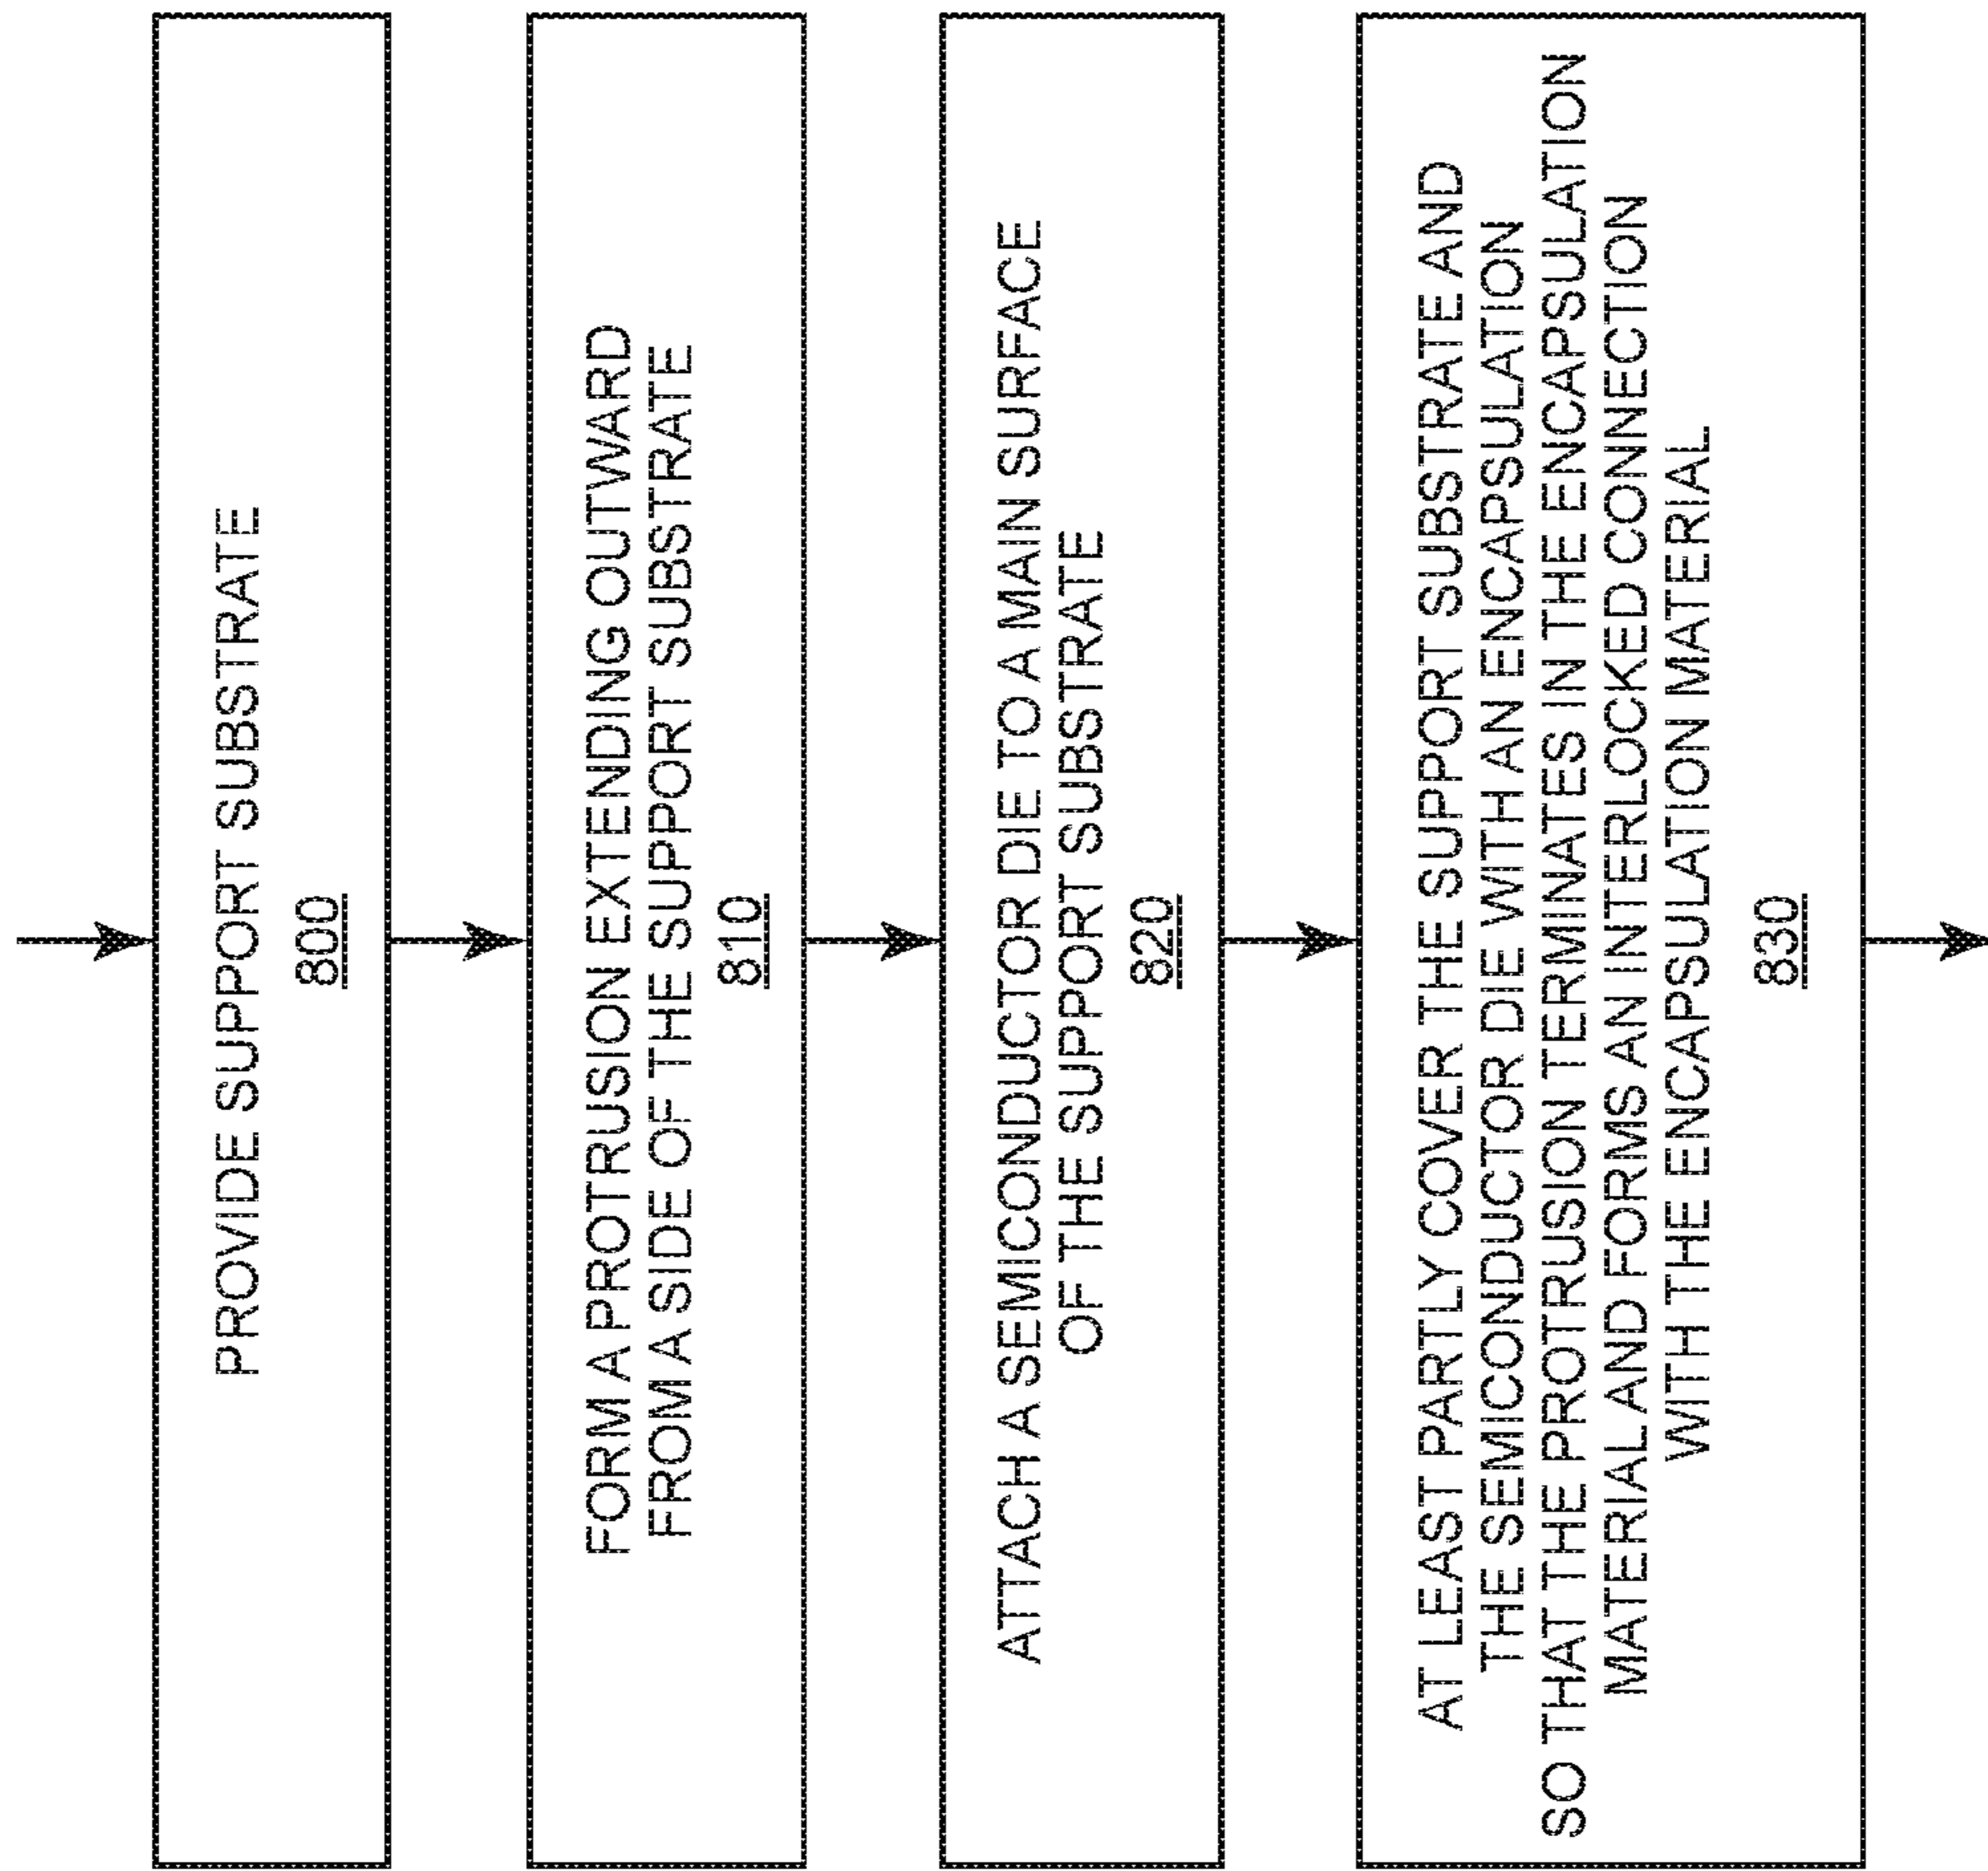 PROVIDE SUPPORT SUBSTRATE
800
FORM A PROTRUSION EXTENDING OUTWARD
FROM A SIDE OF THE SUPPORT SUBSTRATE
810
ATTACH A SEMICONDUCTOR DIE TO A MAIN SURFACE
OF THE SUPPORT SUBSTRATE
820
AT LEAST PARTLY COVER THE SUPPORT SUBSTRATE AND
THE SEMICONDUCTOR DIE WITH AN ENCAPSULATION
SO THAT THE PROTRUSION TERMINATES IN THE ENCAPSULATION
MATERIAL AND FORMS AN INTERLOCKED CONNECTION
WITH THE ENCAPSULATION MATERIAL
830